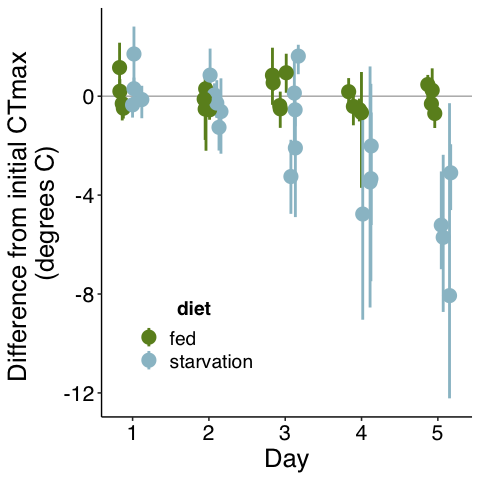 Difference from initial CTmax
(degrees C)
0
-4
-8
-12
diet
fed
starvation
1 2 3 4 5
Day